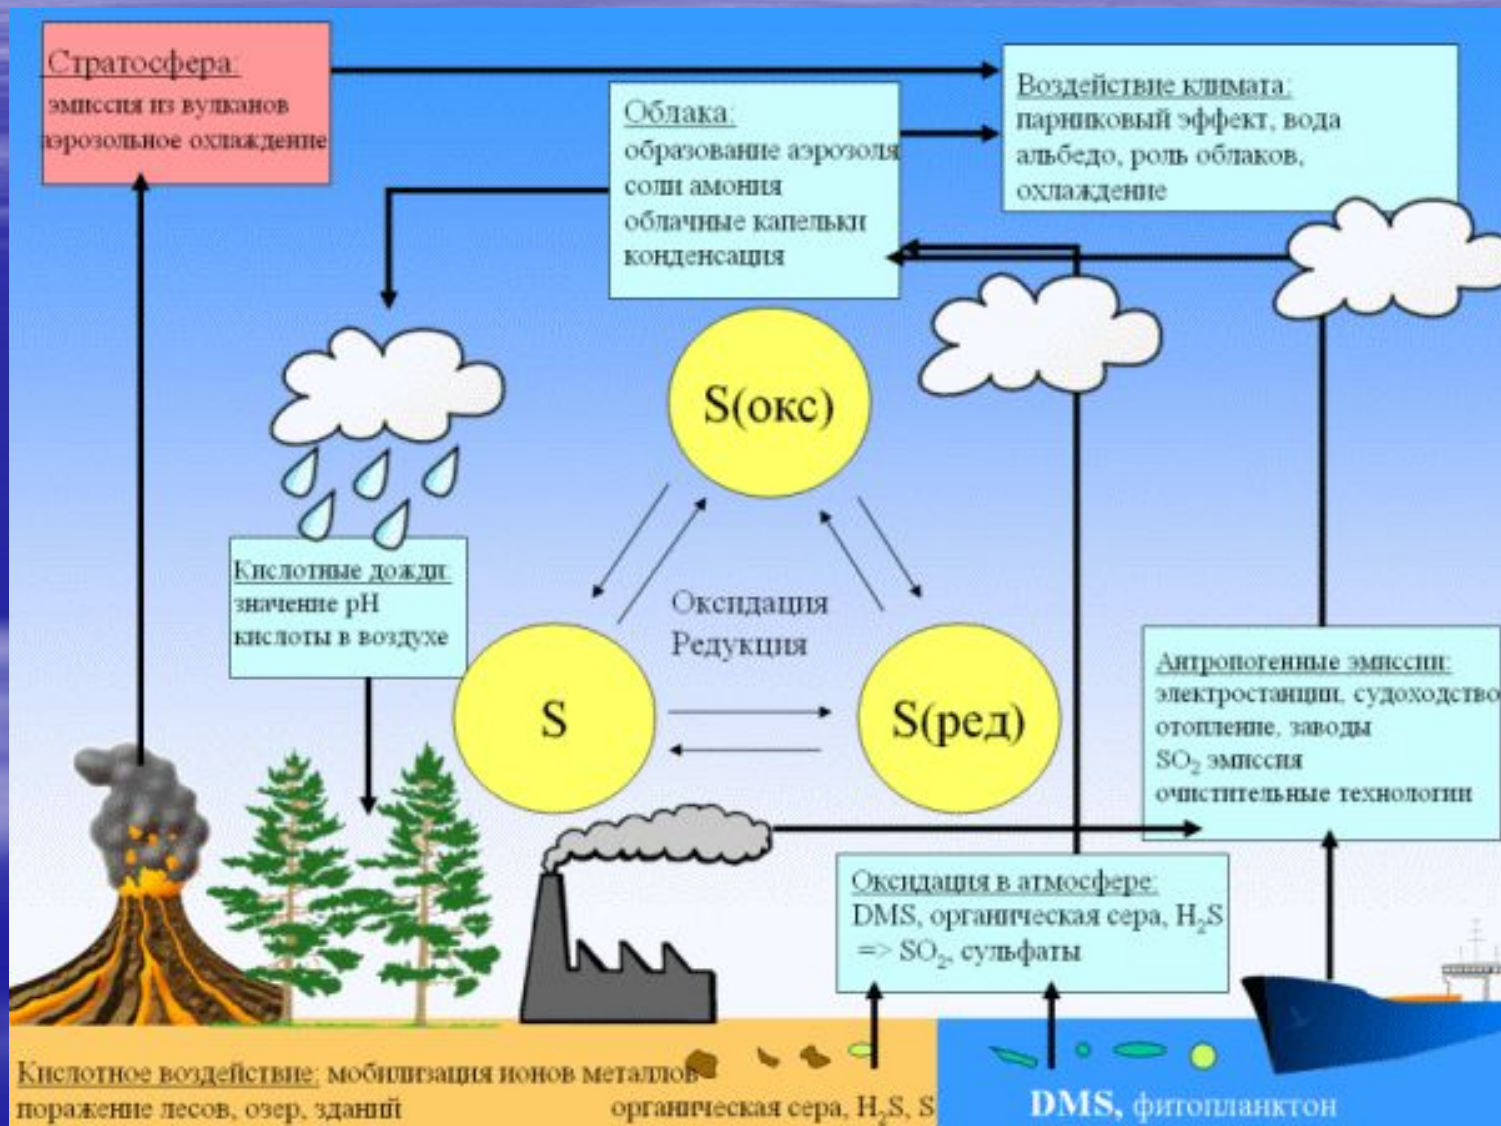 Стратосфера:
эмиссия из вулканов
аэрозольное охлаждение
Облака:
образование аэрозоля
соли амония
облачные капельки
конденсация
Воздействие климата:
парниковый эффект, вода
альбедо, роль облаков,
охлаждение
S(окс)
Кислотные дожди:
значение pH
кислоты в воздухе
Оксидация
Редукция
S
S(ред)
Антропогенные эмиссии:
электростанции, судоходство
отопление, заводы
SO₂ эмиссия
очистительные технологии
Оксидация в атмосфере:
DMS, органическая сера, H₂S
=> SO₂, сульфаты
Кислотное воздействие: мобилизация ионов металлов
поражение лесов, озер, зданий
органическая сера, H₂S, S
DMS, фитопланктон